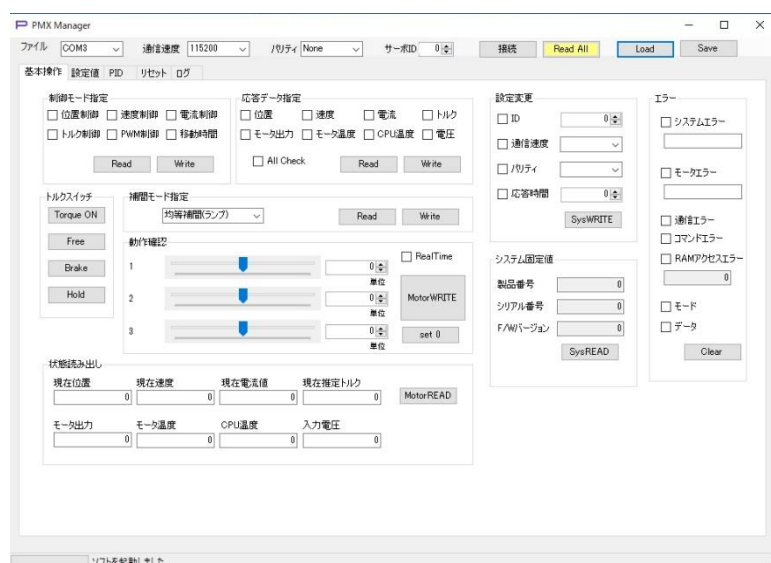 PMX Manager
ファイル COM3 通信速度 115200 パリティ None サーボID 0 接続 Read All Load Save
基本操作 設定値 PID リセット ログ
制御モード指定
位置制御 速度制御 電流制御
トルク制御 PWM制御 移動時間
Read Write
応答データ指定
位置 速度 電流 トルク
モータ出力 モータ温度 CPU温度 電圧
All Check Read Write
設定変更
ID 0
通信速度
パリティ
応答時間 0
SysWRITE
エラー
システムエラー
モータエラー
通信エラー
コマンドエラー
RAMアクセスエラー
0
モード
データ
Clear
トルクスイッチ
Torque ON
Free
Brake
Hold
補間モード指定
均等補間(ランプ) Read Write
動作確認
RealTime
1 0
単位
2 0 MotorWRITE
単位
3 0 set 0
単位
システム固定値
製品番号 0
シリアル番号 0
F/Wバージョン 0
SysREAD
状態読み出し
現在位置 現在速度 現在電流値 現在推定トルク
0 0 0 0 MotorREAD
モータ出力 モータ温度 CPU温度 入力電圧
0 0 0 0
ソフトを起動しました